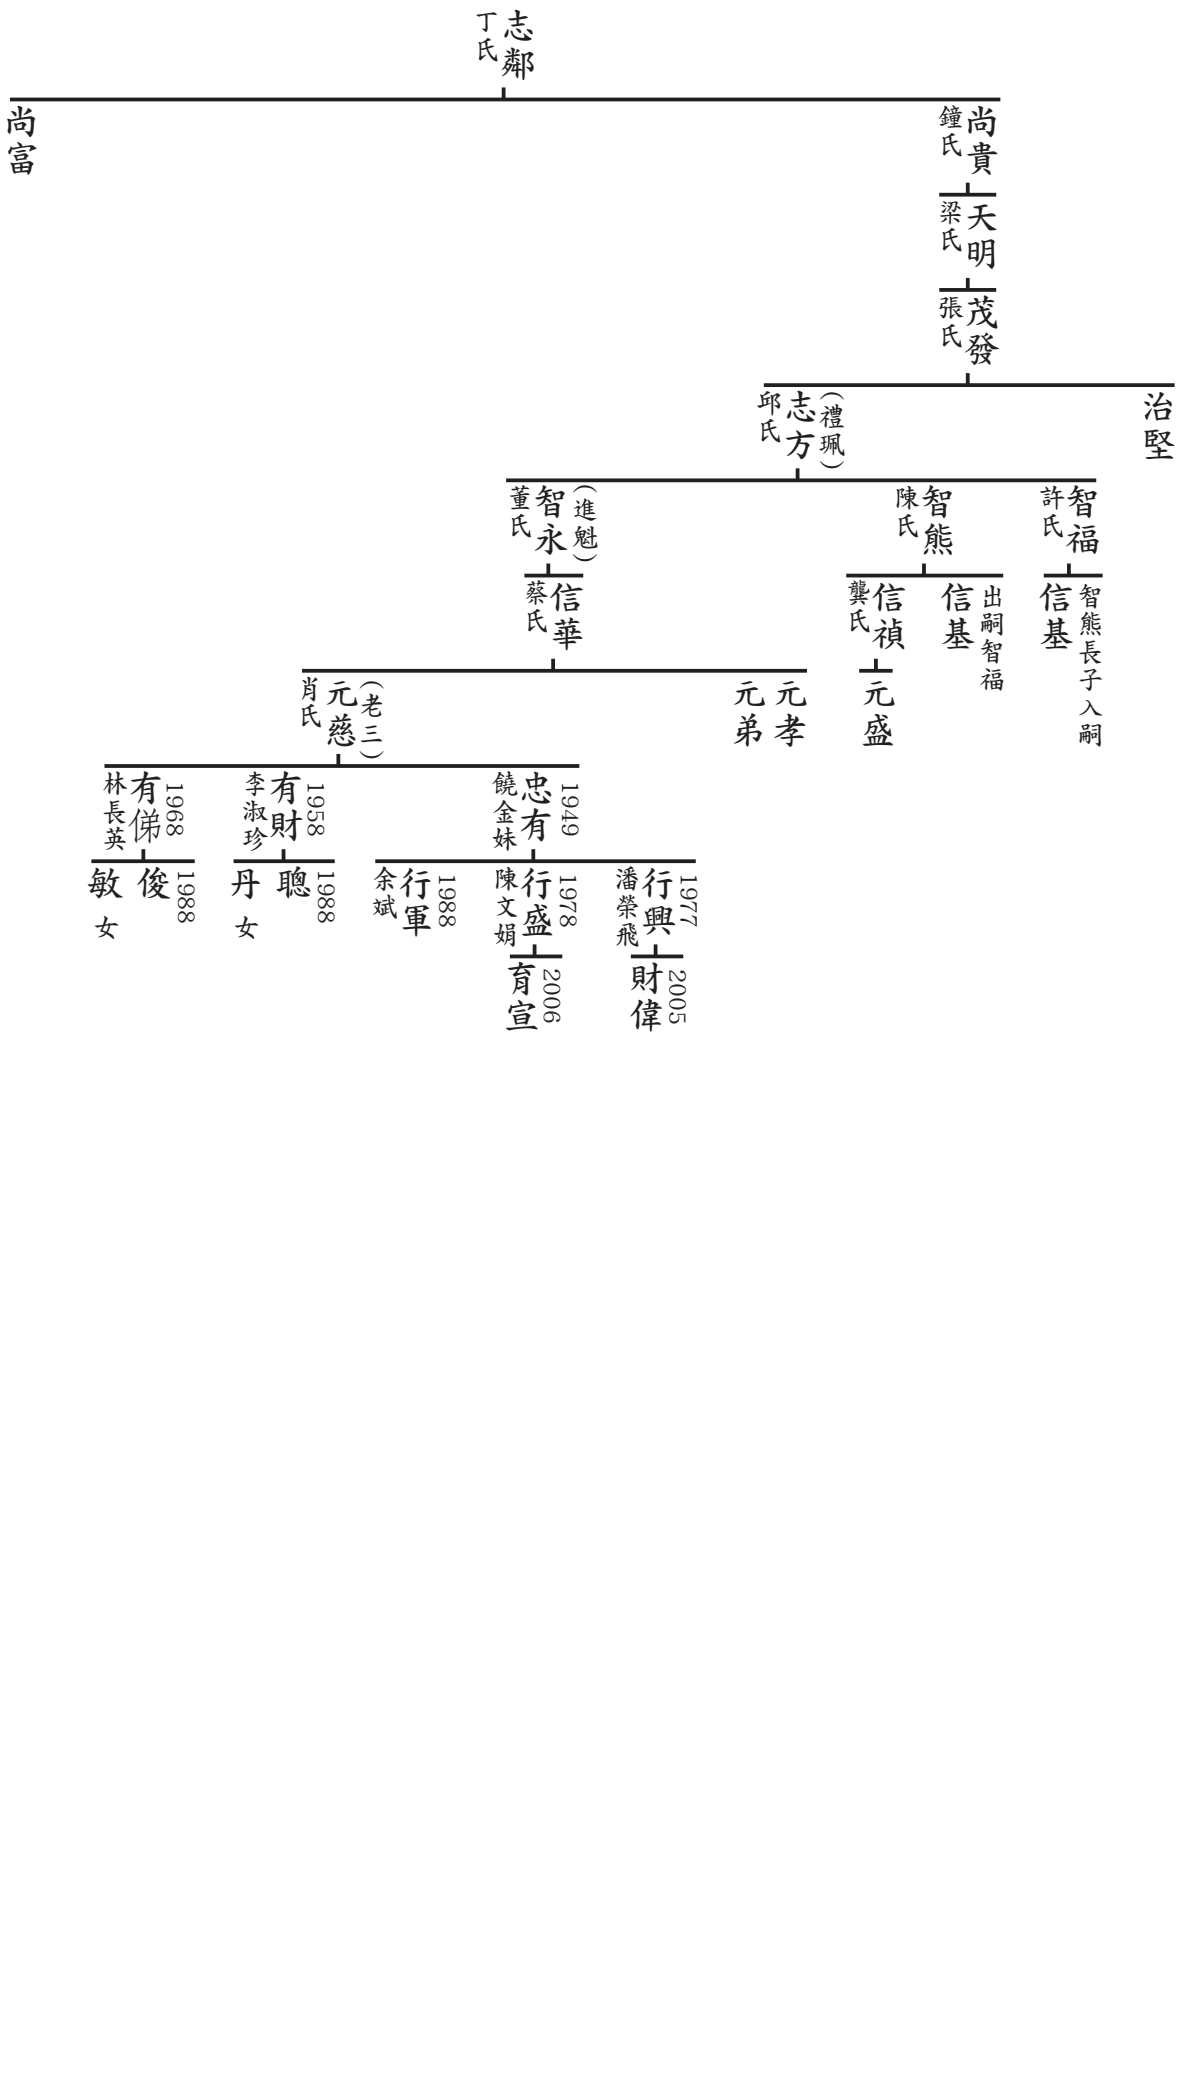 志鄰
丁氏
尚貴
鐘氏
尚富
天明
梁氏
茂發
張氏
治堅
(禮珮)
志方
邱氏
智福
許氏
智熊
陳氏
(進魁)
智永
董氏
智熊長子入嗣
信基
出嗣智福
信基
信禎
龔氏
信華
蔡氏
元盛
元孝
元弟
(老三)
元慈
肖氏
1949
忠有
饒金妹
1958
有財
李淑珍
1968
有俤
林長英
1977
行興
潘榮飛
1978
行盛
陳文娟
1988
行軍
余斌
1988
聰
丹女
1988
俊
敏女
2005
財偉
2006
育宣